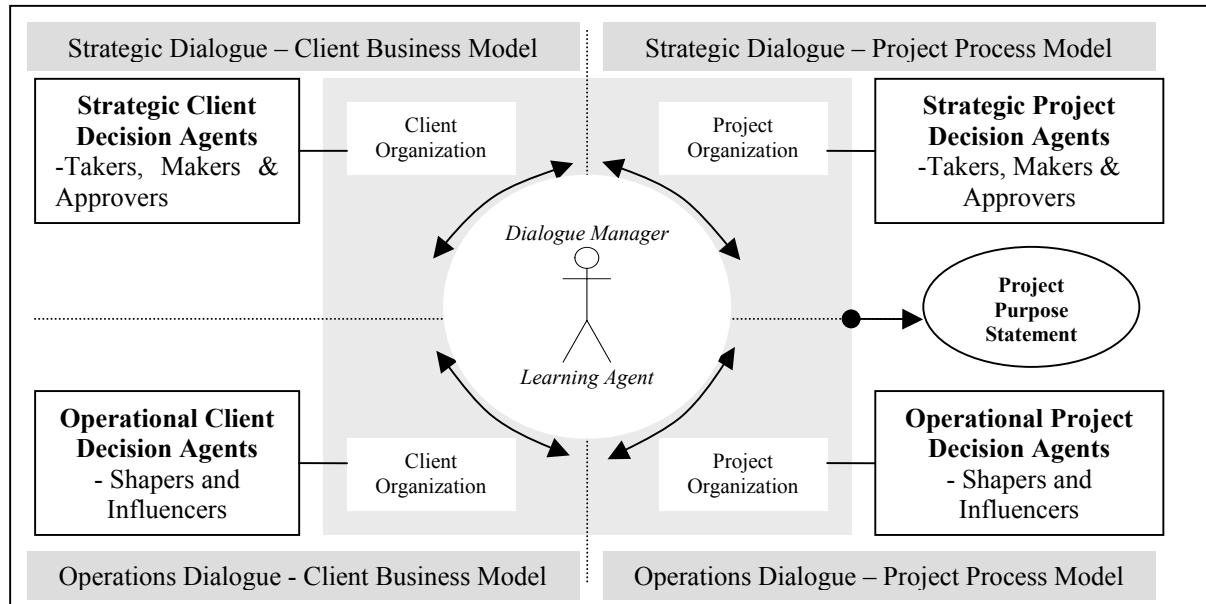 Strategic Dialogue – Client Business Model
Strategic Dialogue – Project Process Model
Strategic Client
Decision Agents
-Takers, Makers &
Approvers
Client
Organization
Project
Organization
Strategic Project
Decision Agents
-Takers, Makers &
Approvers
Dialogue Manager
Learning Agent
Project
Purpose
Statement
Operational Client
Decision Agents
- Shapers and
Influencers
Client
Organization
Project
Organization
Operational Project
Decision Agents
- Shapers and
Influencers
Operations Dialogue - Client Business Model
Operations Dialogue – Project Process Model